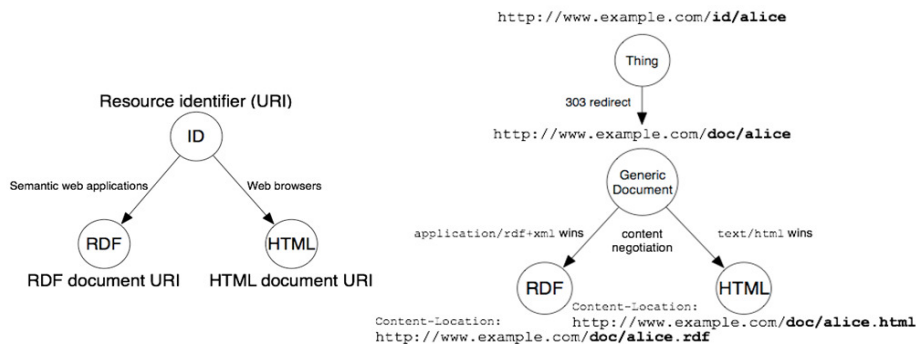 Resource identifier (URI)
ID
Semantic web applications
Web browsers
RDF
HTML
RDF document URI
HTML document URI
http://www.example.com/id/alice
Thing
303 redirect
http://www.example.com/doc/alice
Generic
Document
application/rdf+xml wins
content
negotiation
text/html wins
RDF
HTML
Content-Location:
http://www.example.com/doc/alice.html
Content-Location:
http://www.example.com/doc/alice.rdf